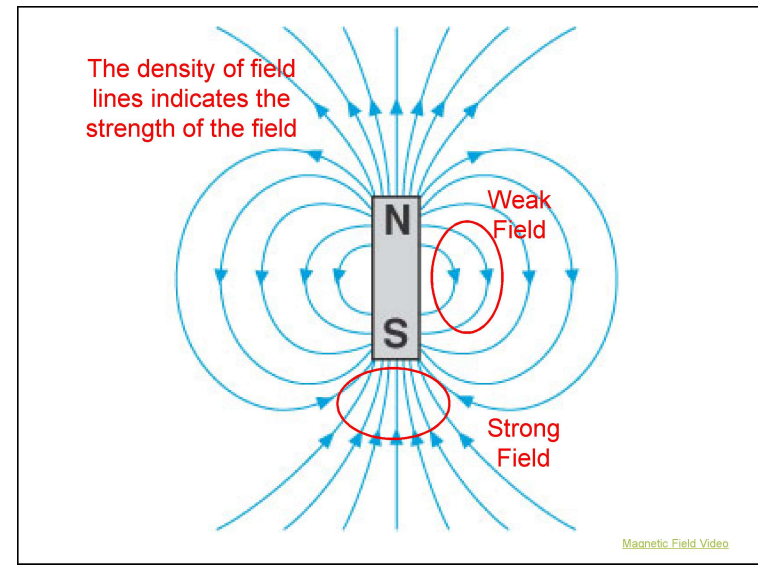 The density of field
lines indicates the
strength of the field
Weak
Field
N
S
Strong
Field
Magnetic Field Video